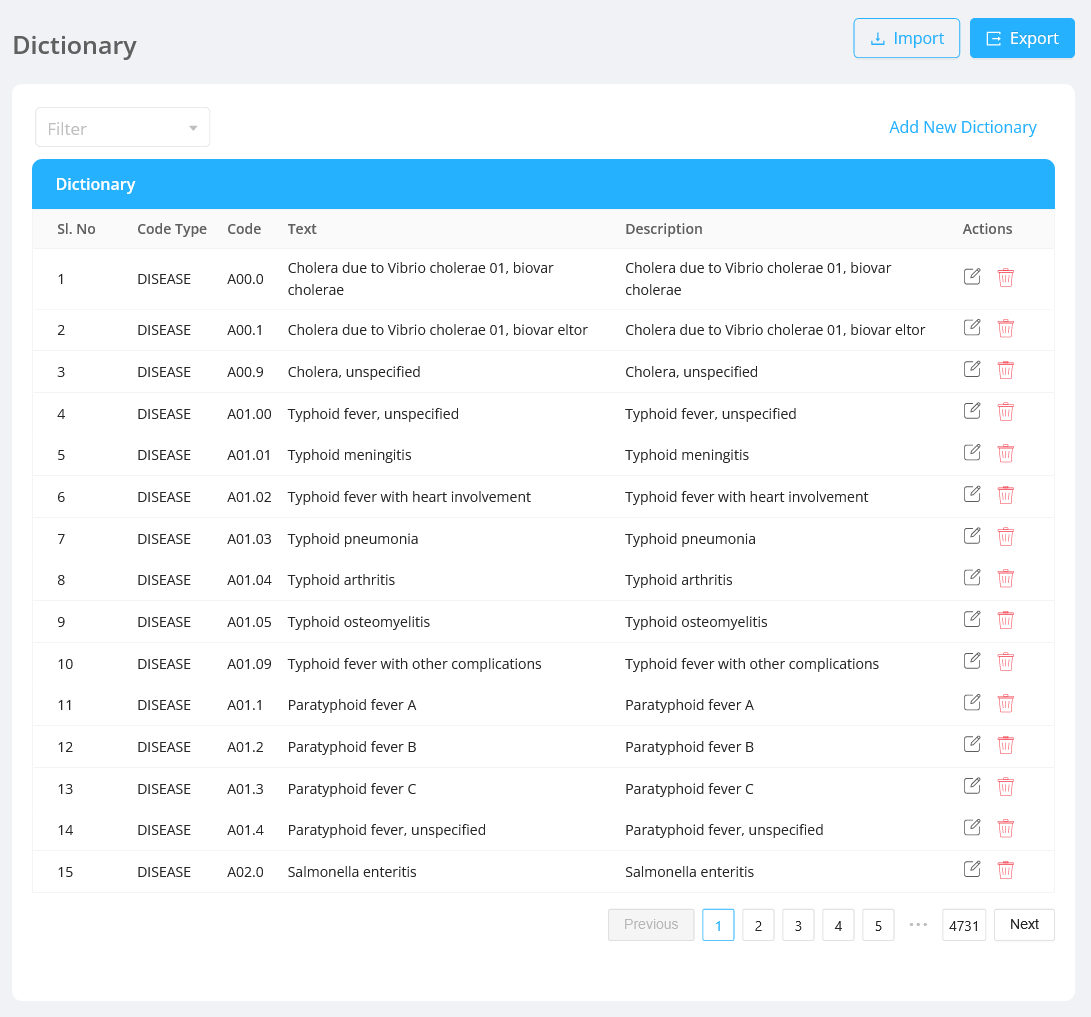 Dictionary
Import
Export
Filter
Add New Dictionary
Dictionary
Sl. No Code Type Code Text Description Actions
1 DISEASE A00.0 Cholera due to Vibrio cholerae 01, biovar cholerae Cholera due to Vibrio cholerae 01, biovar cholerae
2 DISEASE A00.1 Cholera due to Vibrio cholerae 01, biovar eltor Cholera due to Vibrio cholerae 01, biovar eltor
3 DISEASE A00.9 Cholera, unspecified Cholera, unspecified
4 DISEASE A01.00 Typhoid fever, unspecified Typhoid fever, unspecified
5 DISEASE A01.01 Typhoid meningitis Typhoid meningitis
6 DISEASE A01.02 Typhoid fever with heart involvement Typhoid fever with heart involvement
7 DISEASE A01.03 Typhoid pneumonia Typhoid pneumonia
8 DISEASE A01.04 Typhoid arthritis Typhoid arthritis
9 DISEASE A01.05 Typhoid osteomyelitis Typhoid osteomyelitis
10 DISEASE A01.09 Typhoid fever with other complications Typhoid fever with other complications
11 DISEASE A01.1 Paratyphoid fever A Paratyphoid fever A
12 DISEASE A01.2 Paratyphoid fever B Paratyphoid fever B
13 DISEASE A01.3 Paratyphoid fever C Paratyphoid fever C
14 DISEASE A01.4 Paratyphoid fever, unspecified Paratyphoid fever, unspecified
15 DISEASE A02.0 Salmonella enteritis Salmonella enteritis
Previous 1 2 3 4 5 ••• 4731 Next